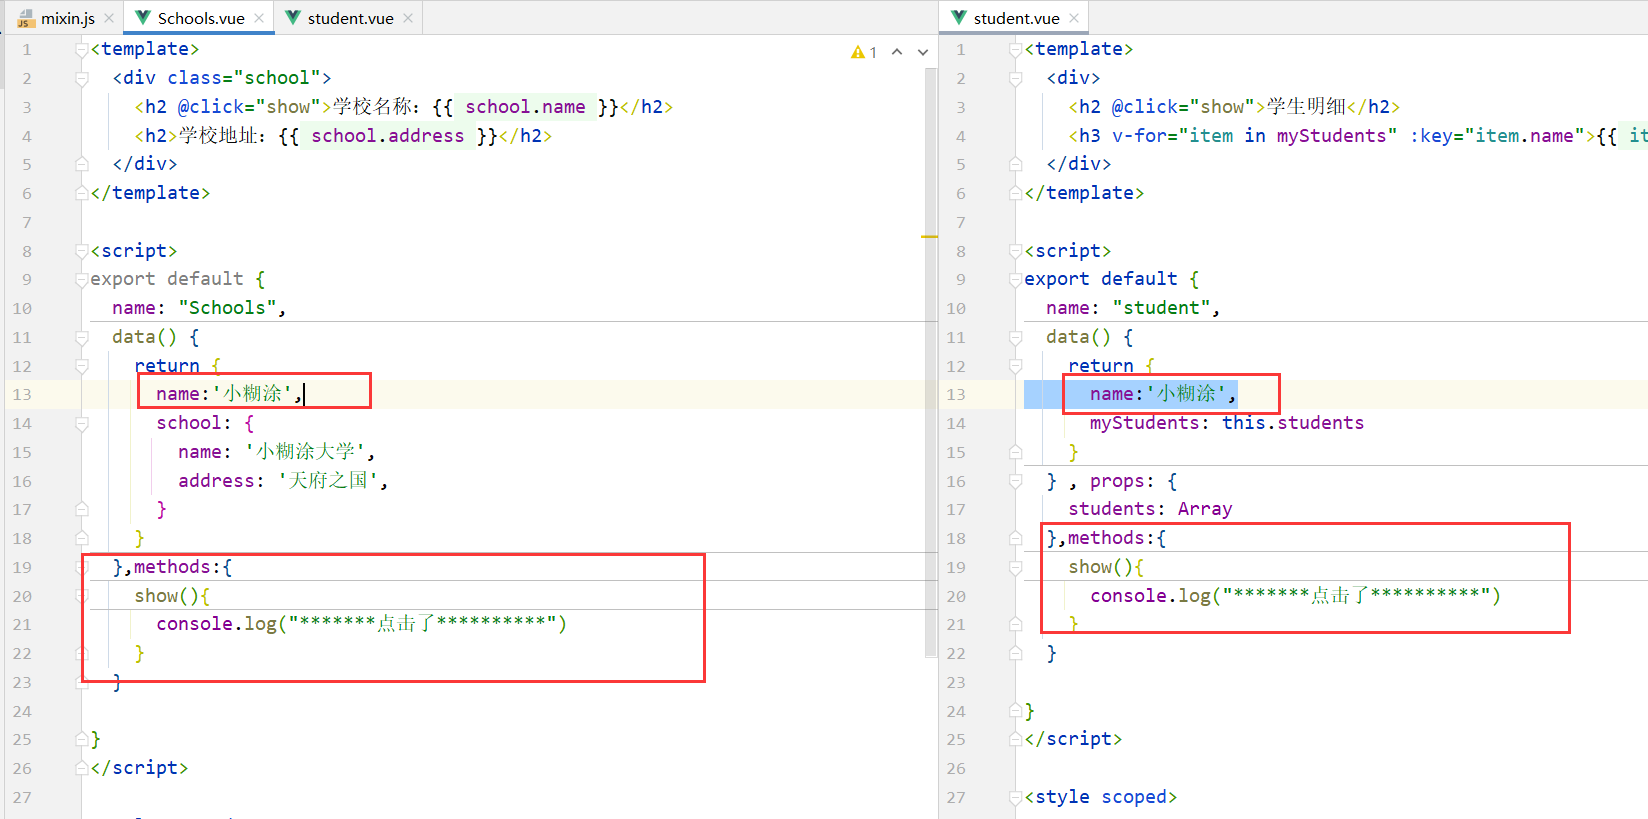 mixin.js
Schools.vue
student.vue
1
1 <template>
2 <div class="school">
3 <h2 @click="show">学校名称: {{ school.name }}</h2>
4 <h2>学校地址: {{ school.address }}</h2>
5 </div>
6 </template>
7
8 <script>
9 export default {
10 name: "Schools",
11 data() {
12 return {
13 name:'小糊涂',
14 school: {
15 name: '小糊涂大学',
16 address: '天府之国',
17 }
18 }
19 },methods:{
20 show(){
21 console.log("*******点击了**********")
22 }
23 }
24
25 }
26 </script>
27
student.vue
1 <template>
2 <div>
3 <h2 @click="show">学生明细</h2>
4 <h3 v-for="item in myStudents" :key="item.name">{{ it
5 </div>
6 </template>
7
8 <script>
9 export default {
10 name: "student",
11 data() {
12 return {
13 name:'小糊涂',
14 myStudents: this.students
15 }
16 } , props: {
17 students: Array
18 },methods:{
19 show(){
20 console.log("*******点击了**********")
21 }
22 }
23
24 }
25 </script>
26
27 <style scoped>